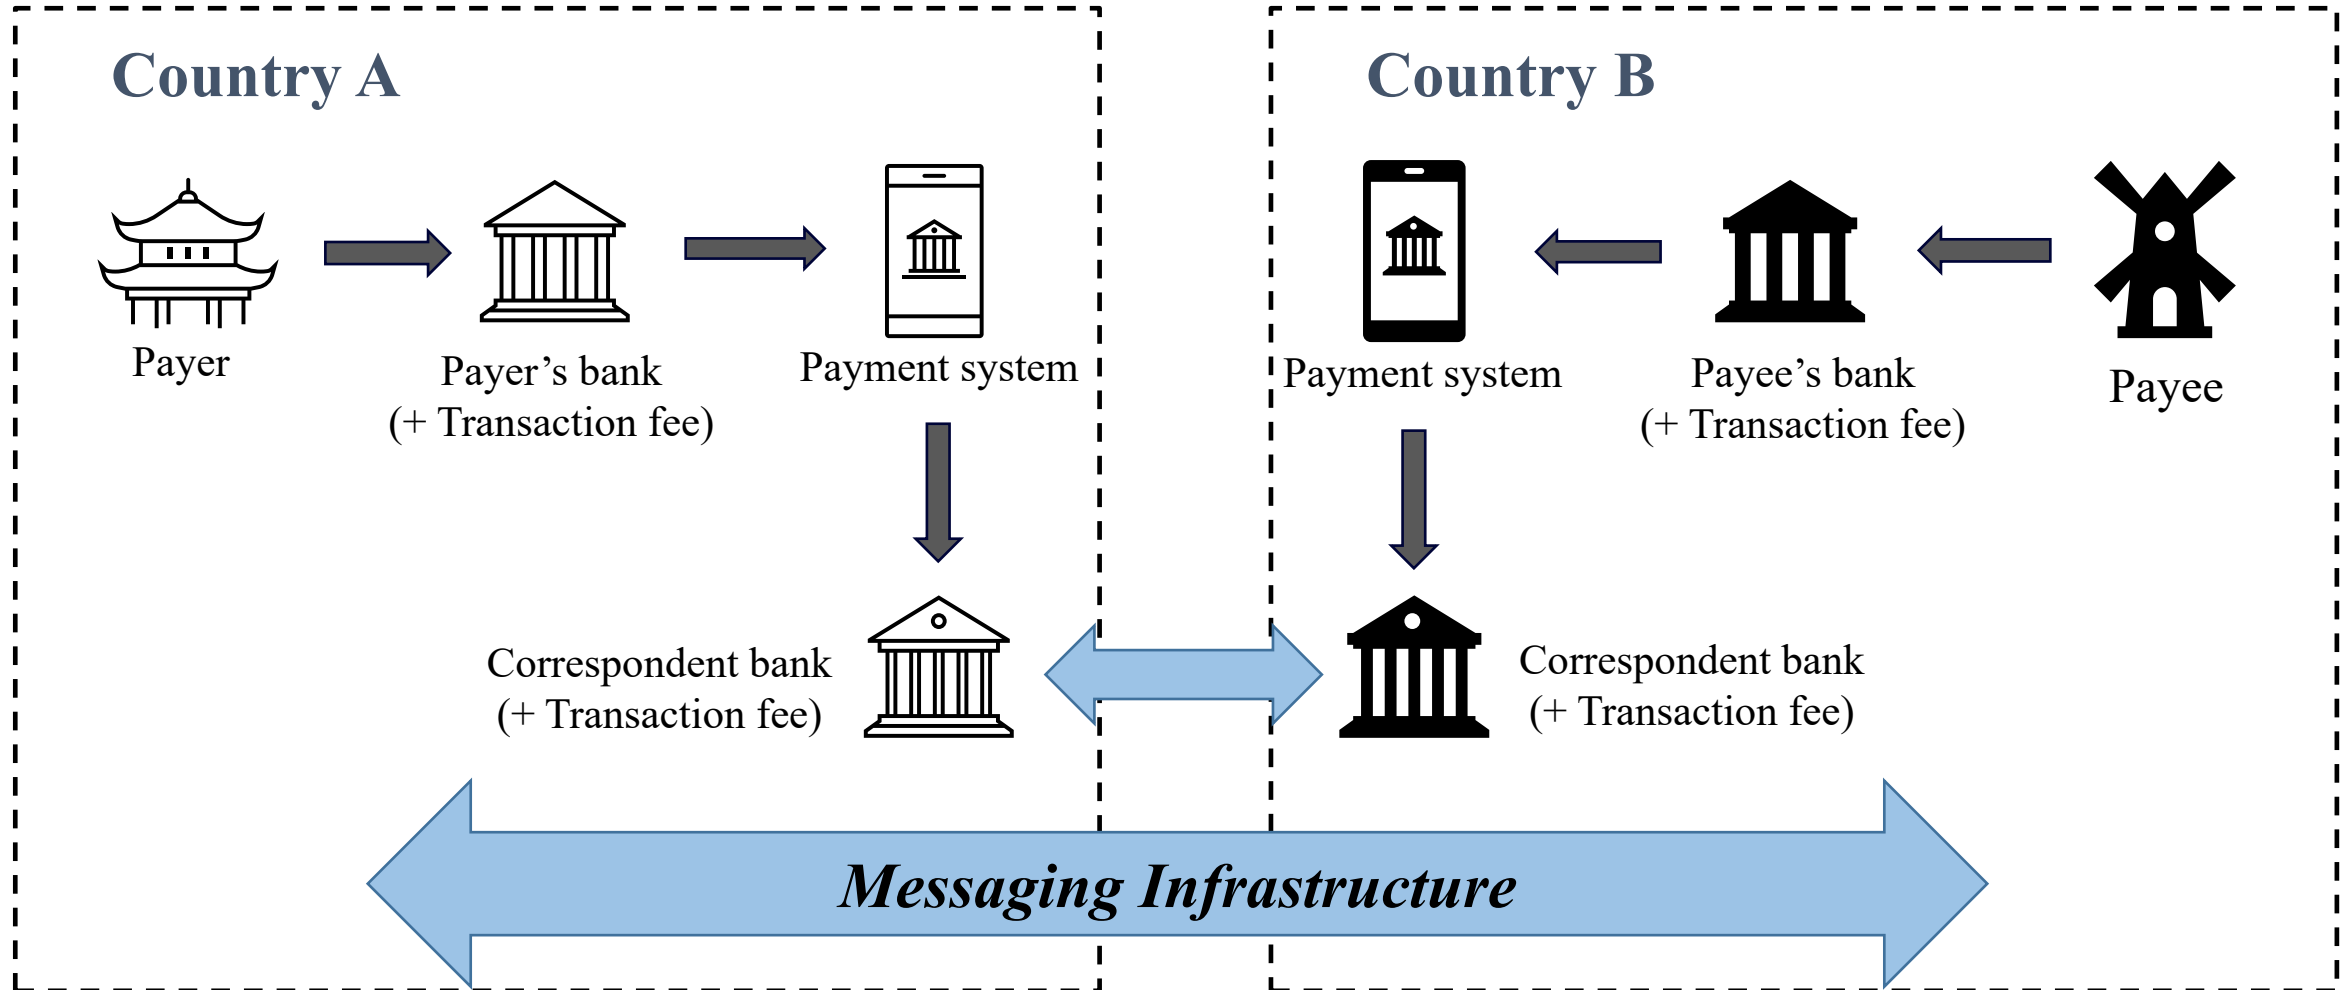 Country A
Payer
Payer’s bank
(+ Transaction fee)
Payment system
Correspondent bank
(+ Transaction fee)
Country B
Payment system
Payee’s bank
(+ Transaction fee)
Payee
Correspondent bank
(+ Transaction fee)
Messaging Infrastructure